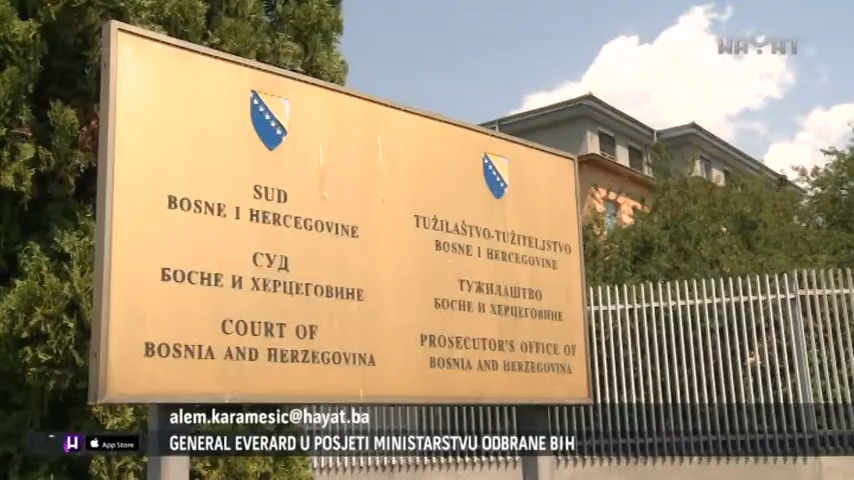 HAYAT
SUD
BOSNE I HERCEGOVINE
СУД
БОСНЕ И ХЕРЦЕГОВИНЕ
COURT OF
BOSNIA AND HERZEGOVINA
TUŽILAŠTVO-TUŽITELJSTVO
BOSNE I HERCEGOVINE
ТУЖИЛАШТВО
БОСНЕ И ХЕРЦЕГОВИНЕ
PROSECUTOR'S OFFICE OF
BOSNIA AND HERZEGOVINA
alem.karamesic@hayat.ba
App Store
GENERAL EVERARD U POSJETI MINISTARSTVU ODBRANE BIH